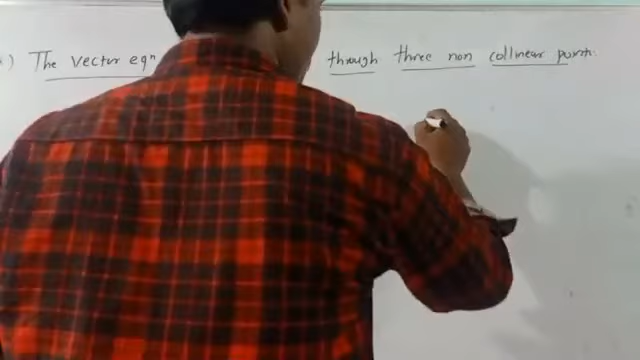 ) The vector eqn through three non collinear points.